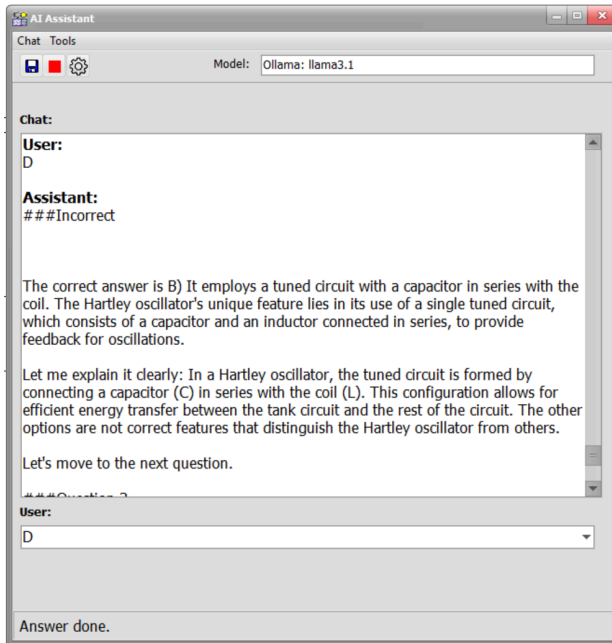 AI Assistant
Chat Tools
Model: Ollama: llama3.1
Chat:
User:
D
Assistant:
###Incorrect
The correct answer is B) It employs a tuned circuit with a capacitor in series with the
coil. The Hartley oscillator's unique feature lies in its use of a single tuned circuit,
which consists of a capacitor and an inductor connected in series, to provide
feedback for oscillations.
Let me explain it clearly: In a Hartley oscillator, the tuned circuit is formed by
connecting a capacitor (C) in series with the coil (L). This configuration allows for
efficient energy transfer between the tank circuit and the rest of the circuit. The other
options are not correct features that distinguish the Hartley oscillator from others.
Let's move to the next question.
###Question
User:
D
Answer done.